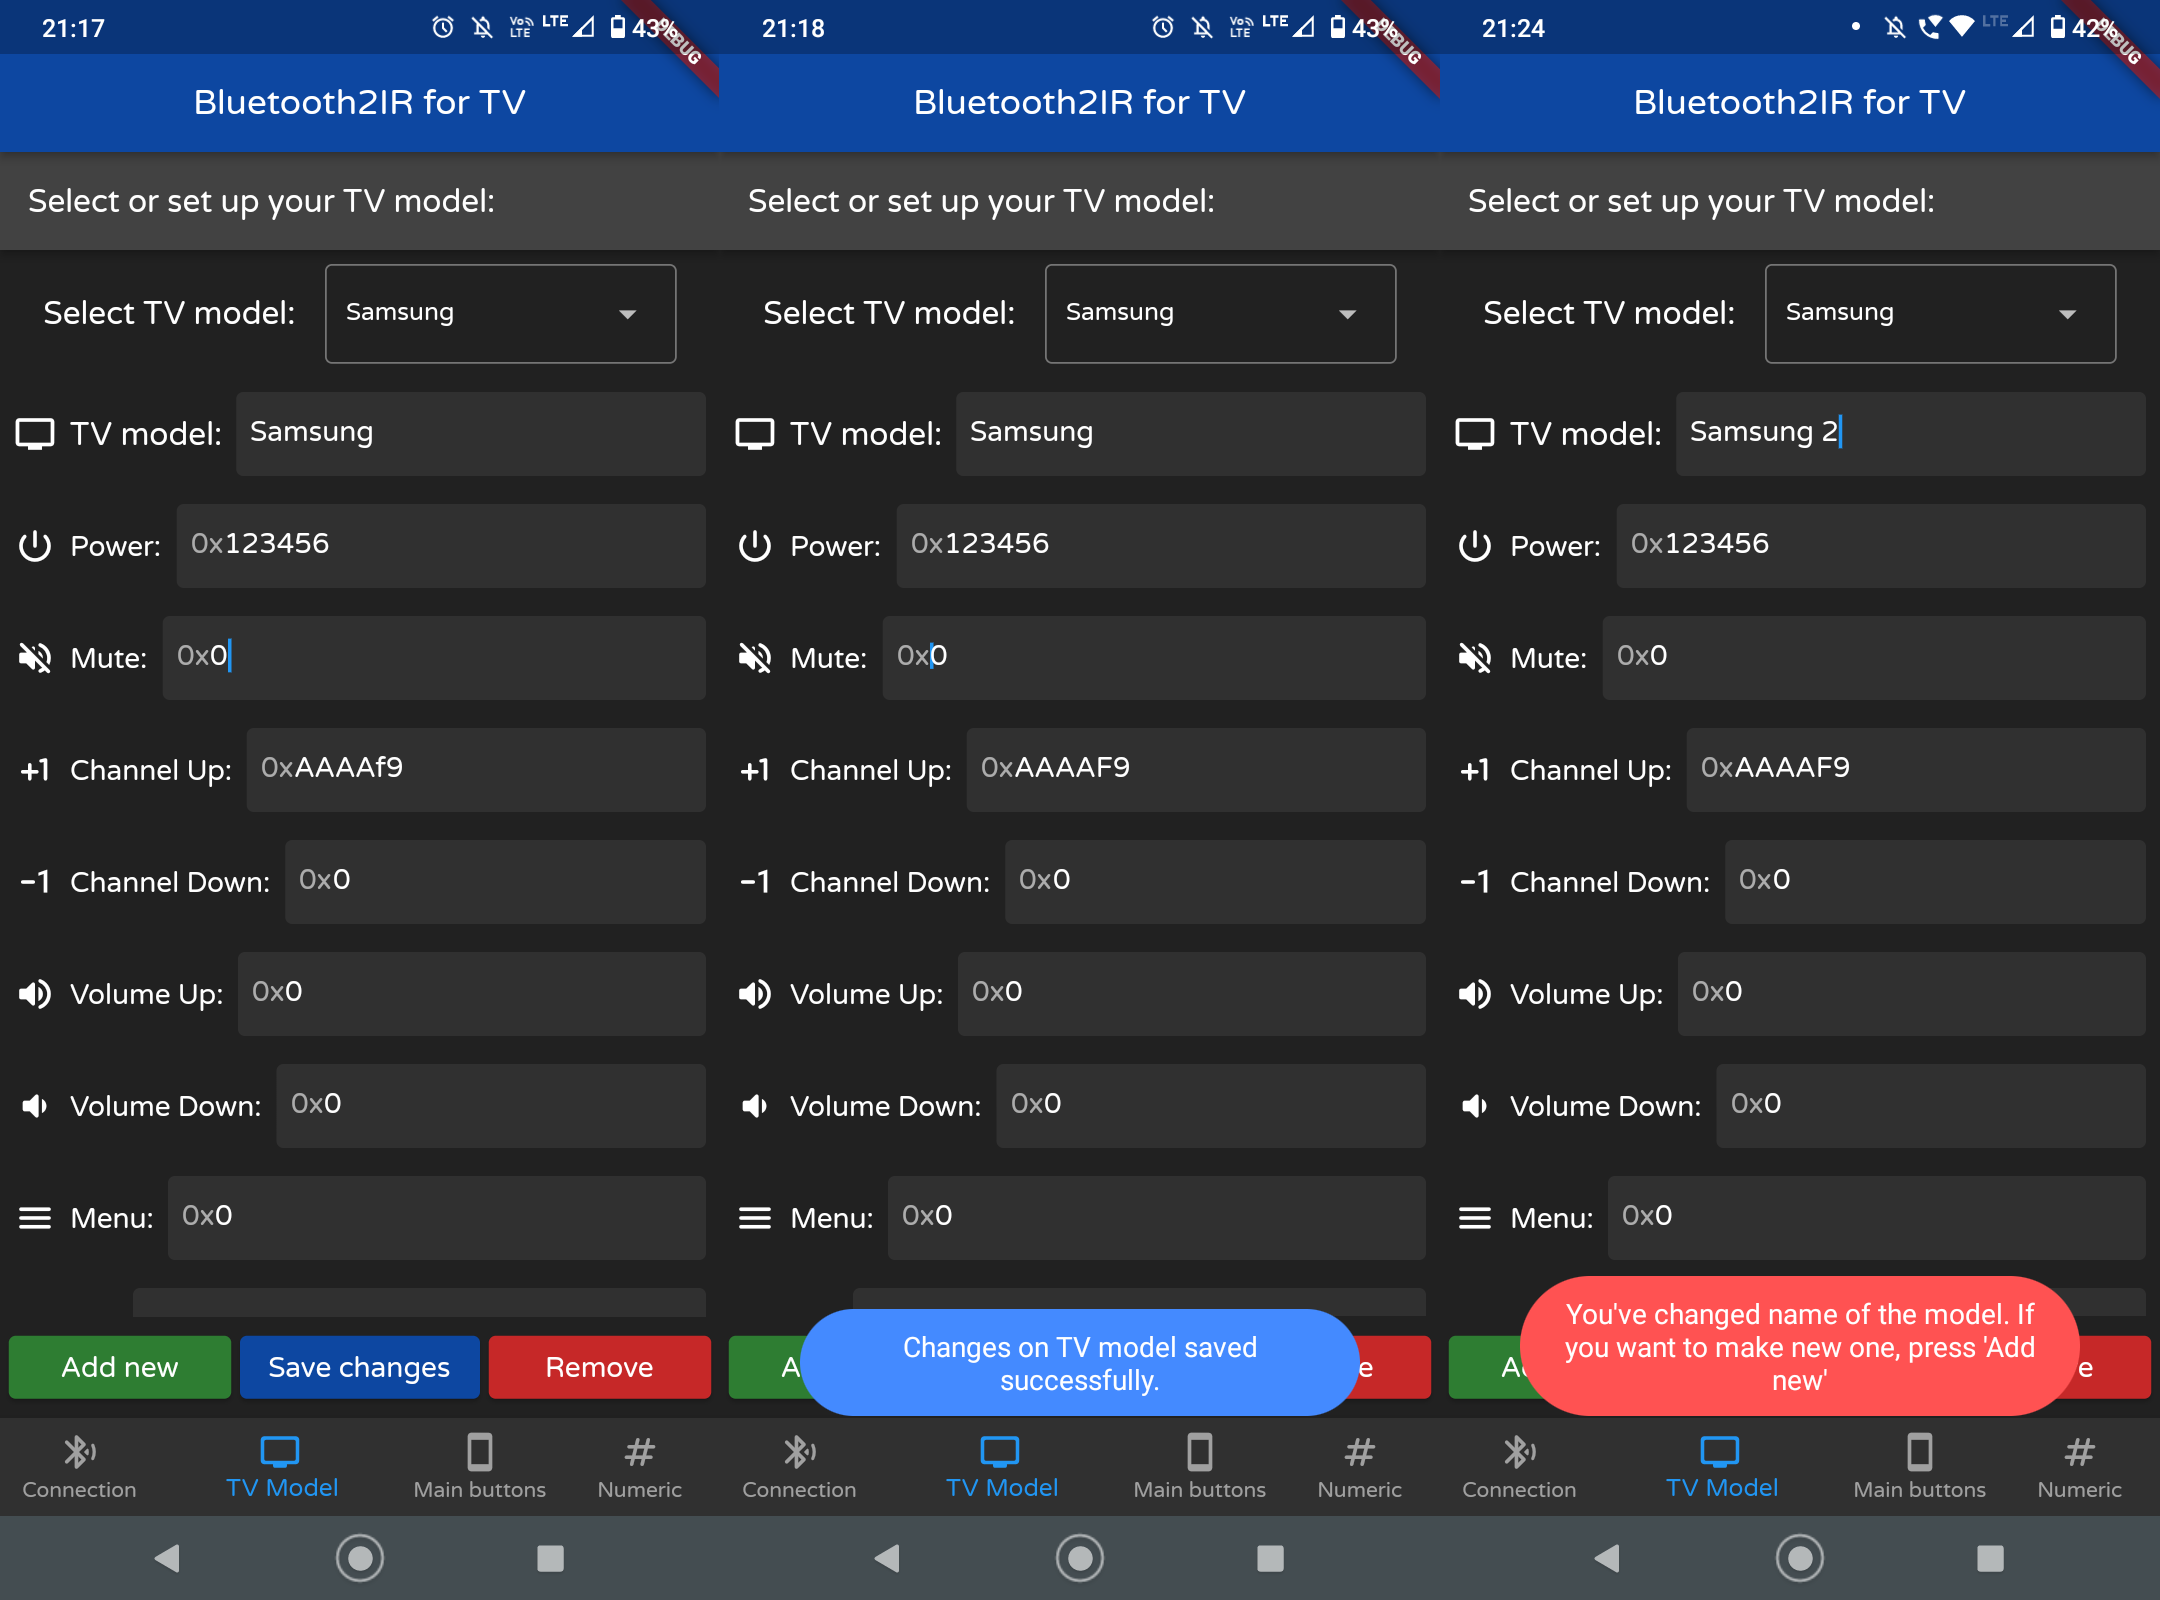 21:17
Vo LTE
LTE
43%
DEBUG
Bluetooth2IR for TV
Select or set up your TV model:
Select TV model:
Samsung
TV model:
Samsung
Power:
0x123456
Mute:
0x0
+1
Channel Up:
0xAAAAf9
-1
Channel Down:
0x0
Volume Up:
0x0
Volume Down:
0x0
Menu:
0x0
Add new
Save changes
Remove
Connection
TV Model
Main buttons
# Numeric
21:18
Vo LTE
LTE
43%
DEBUG
Bluetooth2IR for TV
Select or set up your TV model:
Select TV model:
Samsung
TV model:
Samsung
Power:
0x123456
Mute:
0x0
+1
Channel Up:
0xAAAAF9
-1
Channel Down:
0x0
Volume Up:
0x0
Volume Down:
0x0
Menu:
0x0
A
Changes on TV model saved
successfully.
e
Connection
TV Model
Main buttons
# Numeric
21:24
LTE
42%
DEBUG
Bluetooth2IR for TV
Select or set up your TV model:
Select TV model:
Samsung
TV model:
Samsung 2
Power:
0x123456
Mute:
0x0
+1
Channel Up:
0xAAAAF9
-1
Channel Down:
0x0
Volume Up:
0x0
Volume Down:
0x0
Menu:
0x0
Ad
You've changed name of the model. If
you want to make new one, press 'Add
new'
e
Connection
TV Model
Main buttons
# Numeric